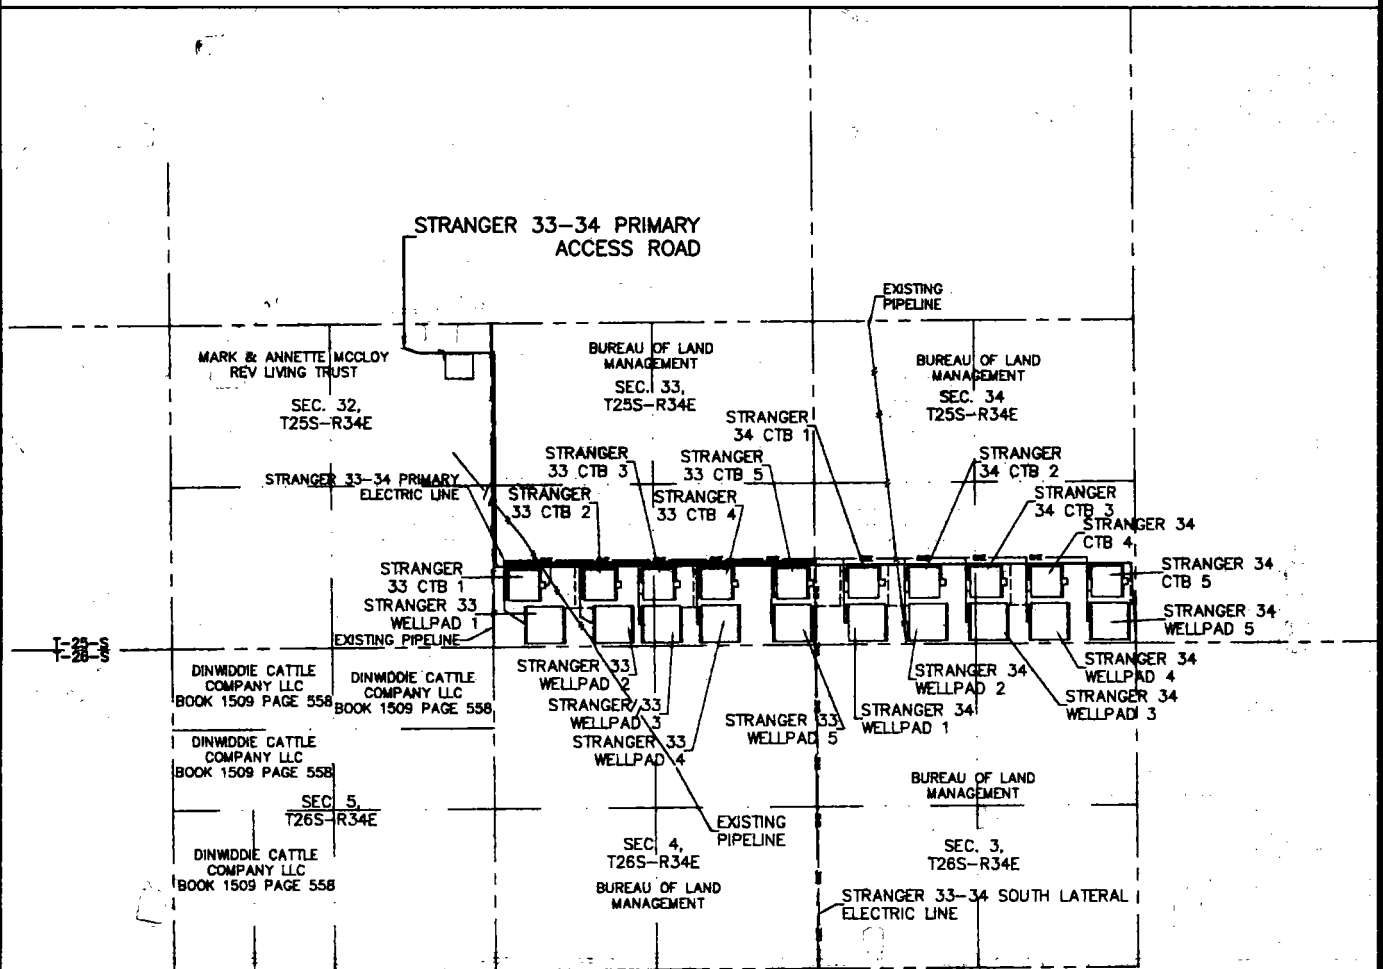 STRANGER 33-34 PRIMARY
ACCESS ROAD
EXISTING
PIPELINE
MARK & ANNETTE MCCLOY
REV LIVING TRUST
SEC. 32,
T25S-R34E
BUREAU OF LAND
MANAGEMENT
SEC. 33,
T25S-R34E
BUREAU OF LAND
MANAGEMENT
SEC. 34
T25S-R34E
STRANGER
34 CTB 1
STRANGER
33 CTB 3
STRANGER
33 CTB 5
STRANGER
34 CTB 2
STRANGER 33-34 PRIMARY
ELECTRIC LINE
STRANGER
33 CTB 2
STRANGER
33 CTB 4
STRANGER
34 CTB 3
STRANGER 34
CTB 4
STRANGER
33 CTB 1
STRANGER 34
CTB 5
STRANGER 33
WELLPAD 1
STRANGER 34
WELLPAD 5
EXISTING PIPELINE
T-25-S
T-26-S
DINWIDDIE CATTLE
COMPANY LLC
BOOK 1509 PAGE 558
DINWIDDIE CATTLE
COMPANY LLC
BOOK 1509 PAGE 558
STRANGER 33
WELLPAD 2
STRANGER 34
WELLPAD 2
STRANGER 34
WELLPAD 4
STRANGER 33
WELLPAD 3
STRANGER 33
WELLPAD 5
STRANGER 34
WELLPAD 1
STRANGER 34
WELLPAD 3
STRANGER 33
WELLPAD 4
DINWIDDIE CATTLE
COMPANY LLC
BOOK 1509 PAGE 558
SEC 5,
T26S-R34E
BUREAU OF LAND
MANAGEMENT
EXISTING
PIPELINE
SEC. 4,
T26S-R34E
BUREAU OF LAND
MANAGEMENT
SEC. 3,
T26S-R34E
DINWIDDIE CATTLE
COMPANY LLC
BOOK 1509 PAGE 558
STRANGER 33-34 SOUTH LATERAL
ELECTRIC LINE